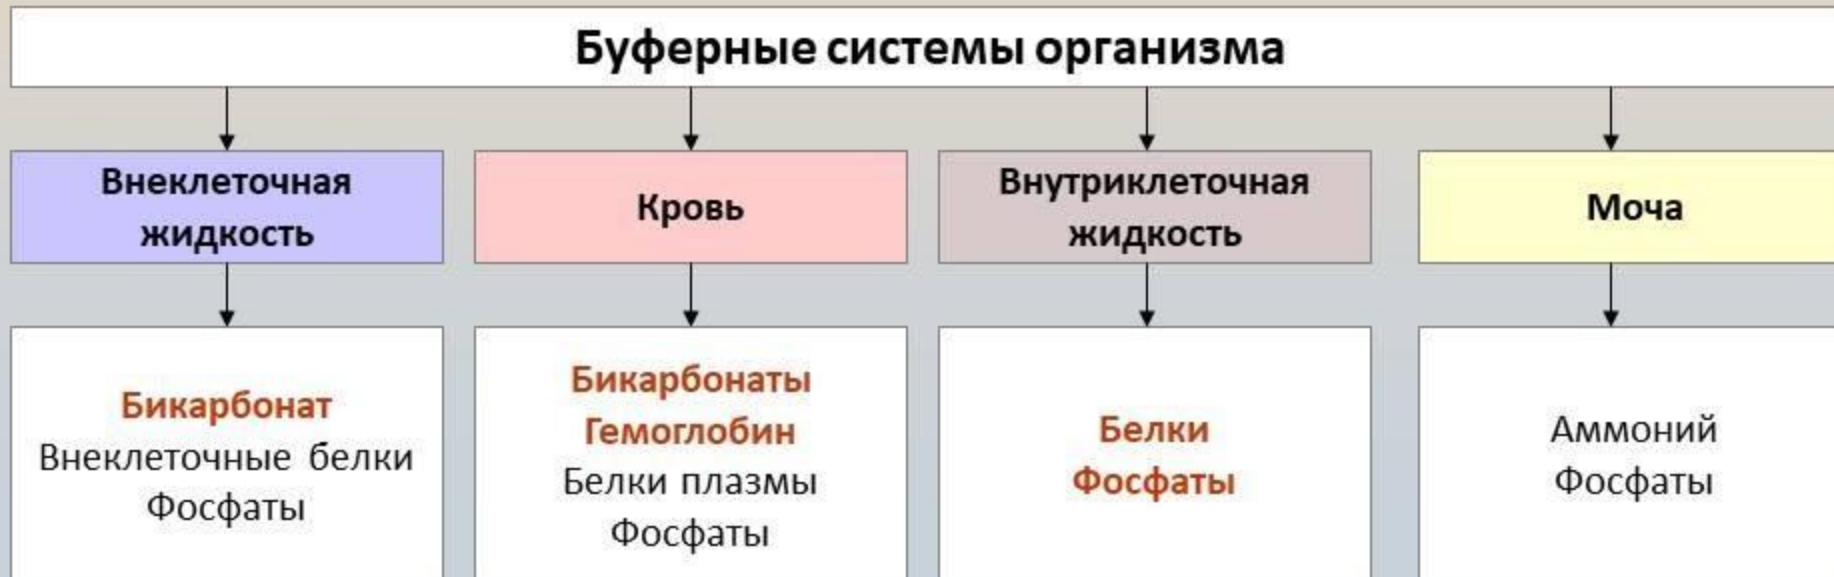 Буферные системы организма
Внеклеточная
жидкость
Кровь
Внутриклеточная
жидкость
Моча
Бикарбонат
Внеклеточные белки
Фосфаты
Бикарбонаты
Гемоглобин
Белки плазмы
Фосфаты
Белки
Фосфаты
Аммоний
Фосфаты